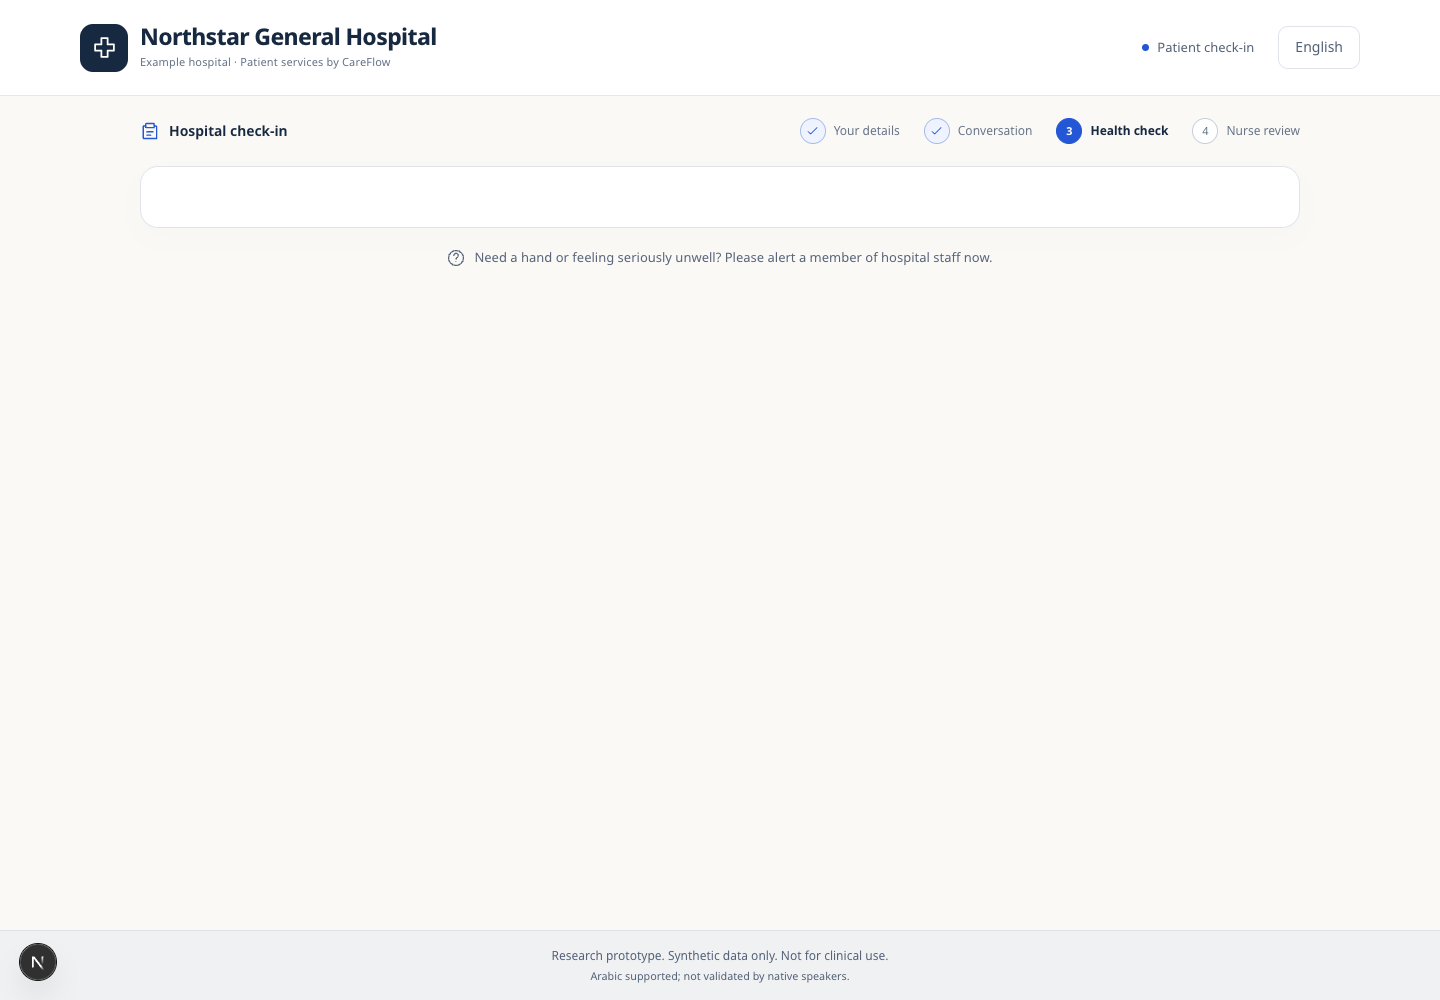 Northstar General Hospital
Example hospital · Patient services by CareFlow
Patient check-in
English
Hospital check-in
Your details
Conversation
3 Health check
4 Nurse review
Need a hand or feeling seriously unwell? Please alert a member of hospital staff now.
Research prototype. Synthetic data only. Not for clinical use.
Arabic supported; not validated by native speakers.
N